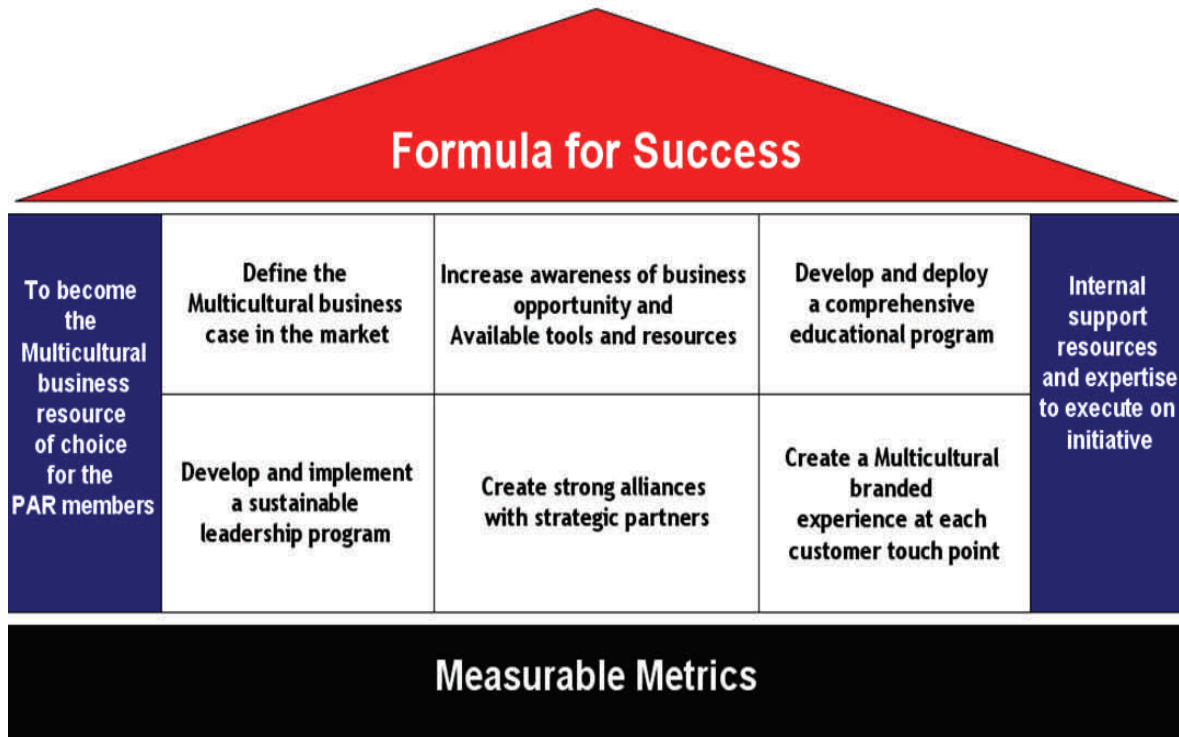 Formula for Success
To become
the
Multicultural
business
resource
of choice
for the
PAR members
Define the
Multicultural business
case in the market
Increase awareness of business
opportunity and
Available tools and resources
Develop and deploy
a comprehensive
educational program
Develop and implement
a sustainable
leadership program
Create strong alliances
with strategic partners
Create a Multicultural
branded
experience at each
customer touch point
Internal
support
resources
and expertise
to execute on
initiative
Measurable Metrics